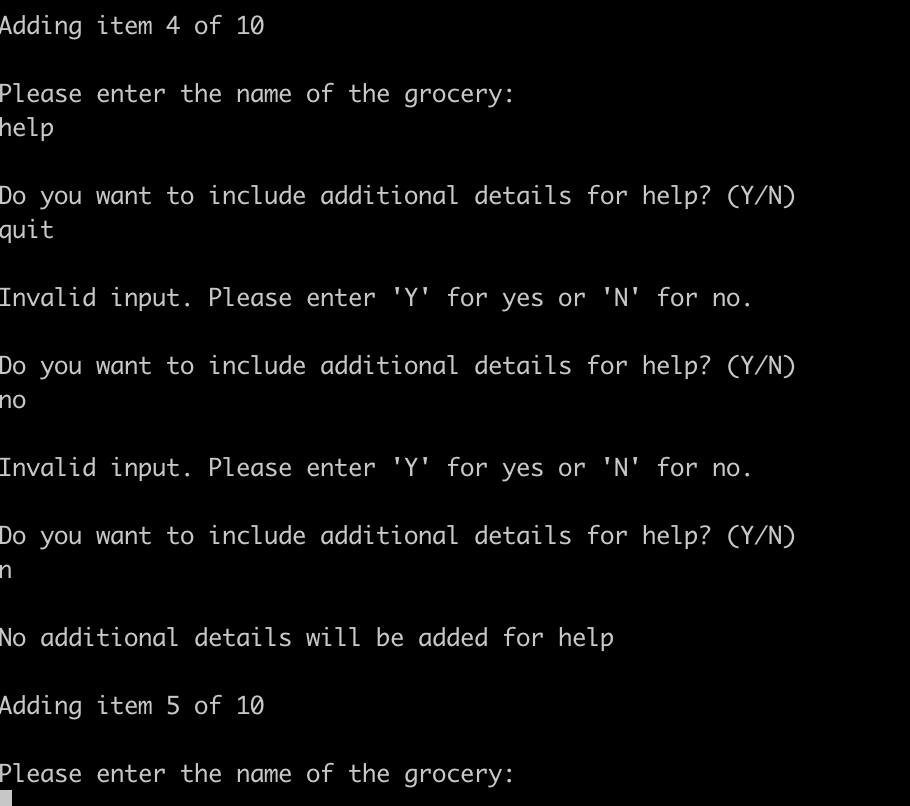 Adding item 4 of 10
Please enter the name of the grocery:
help
Do you want to include additional details for help? (Y/N)
quit
Invalid input. Please enter 'Y' for yes or 'N' for no.
Do you want to include additional details for help? (Y/N)
no
Invalid input. Please enter 'Y' for yes or 'N' for no.
Do you want to include additional details for help? (Y/N)
n
No additional details will be added for help
Adding item 5 of 10
Please enter the name of the grocery: